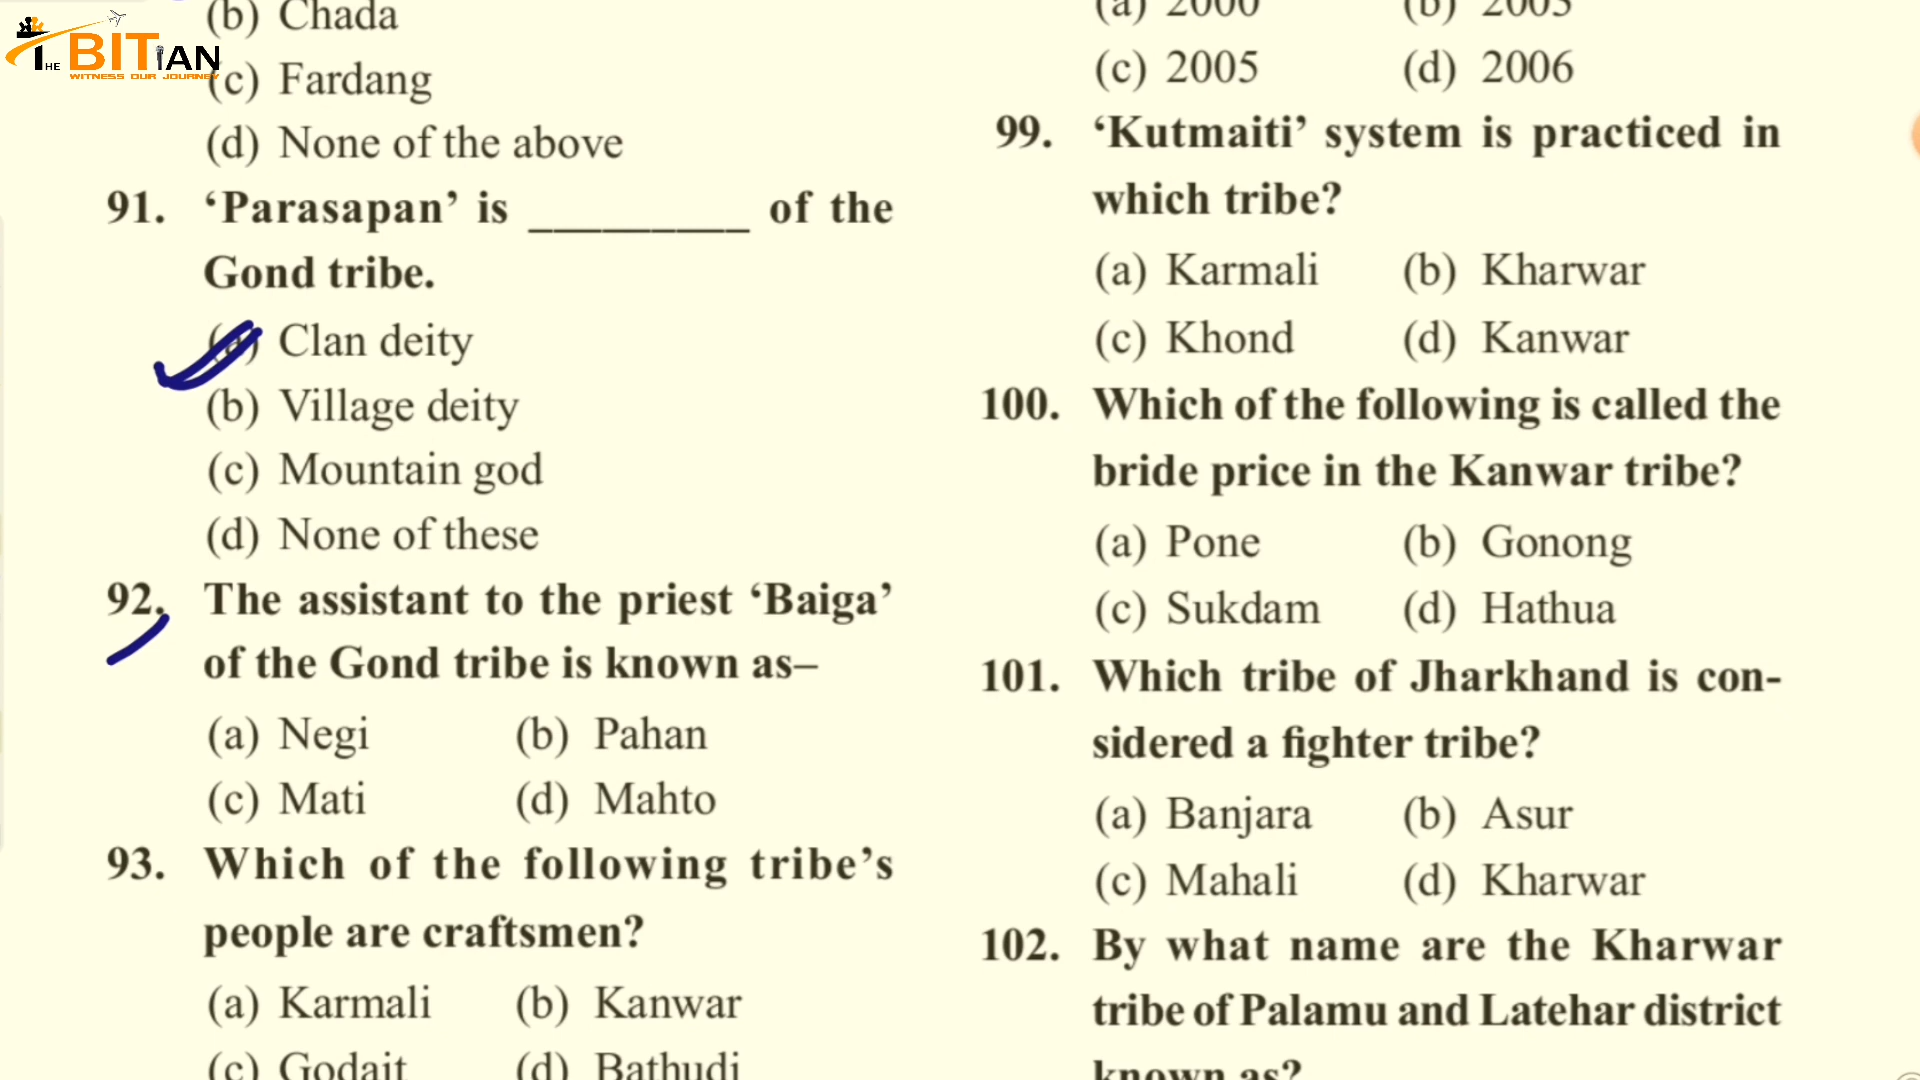 THE BITIAN
WITNESS OUR JOURNEY
(b) Chada
(c) Fardang
(d) None of the above
91. ‘Parasapan’ is _________ of the
Gond tribe.
(a) Clan deity
(b) Village deity
(c) Mountain god
(d) None of these
92. The assistant to the priest ‘Baiga’
of the Gond tribe is known as–
(a) Negi (b) Pahan
(c) Mati (d) Mahto
93. Which of the following tribe’s
people are craftsmen?
(a) Karmali (b) Kanwar
(c) Godait (d) Bathudi
(a) 2000 (b) 2003
(c) 2005 (d) 2006
99. ‘Kutmaiti’ system is practiced in
which tribe?
(a) Karmali (b) Kharwar
(c) Khond (d) Kanwar
100. Which of the following is called the
bride price in the Kanwar tribe?
(a) Pone (b) Gonong
(c) Sukdam (d) Hathua
101. Which tribe of Jharkhand is con-
sidered a fighter tribe?
(a) Banjara (b) Asur
(c) Mahali (d) Kharwar
102. By what name are the Kharwar
tribe of Palamu and Latehar district
known as?